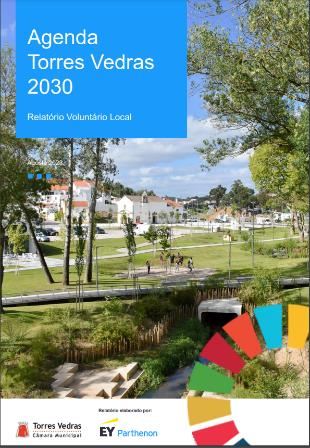 Agenda
Torres Vedras
2030
Relatório Voluntário Local
Relatório elaborado por:
Torres Vedras
Câmara Municipal
EY Parthenon